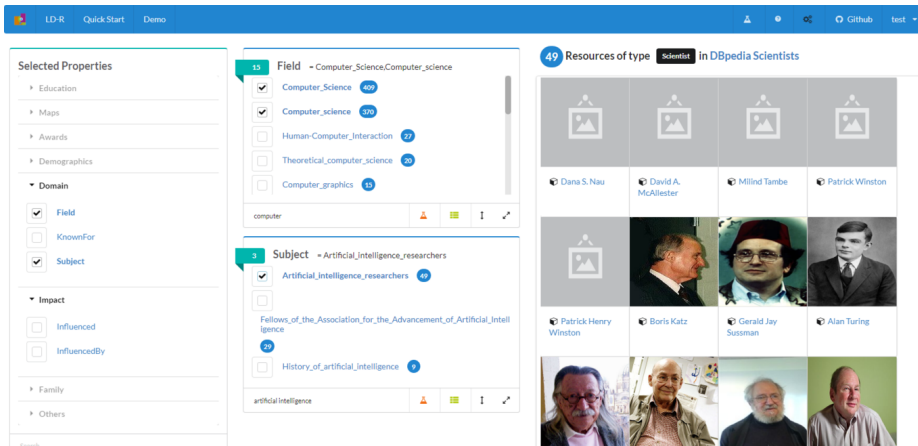 LD-R Quick Start Demo Github test
Selected Properties
Education
Maps
Awards
Demographics
Domain
Field
KnownFor
Subject
Impact
Influenced
InfluencedBy
Family
Others
15 Field = Computer_Science,Computer_science
Computer_Science 409
Computer_science 370
Human-Computer_Interaction 27
Theoretical_computer_science 20
Computer_graphics 15
computer
3 Subject = Artificial_intelligence_researchers
Artificial_intelligence_researchers 49
Fellows_of_the_Association_for_the_Advancement_of_Artificial_Intell
igence
29
History_of_artificial_intelligence 9
artificial intelligence
49 Resources of type Scientist in DBpedia Scientists
Dana S. Nau
David A.
McAllester
Milind Tambe
Patrick Winston
Patrick Henry
Winston
Boris Katz
Gerald Jay
Sussman
Alan Turing